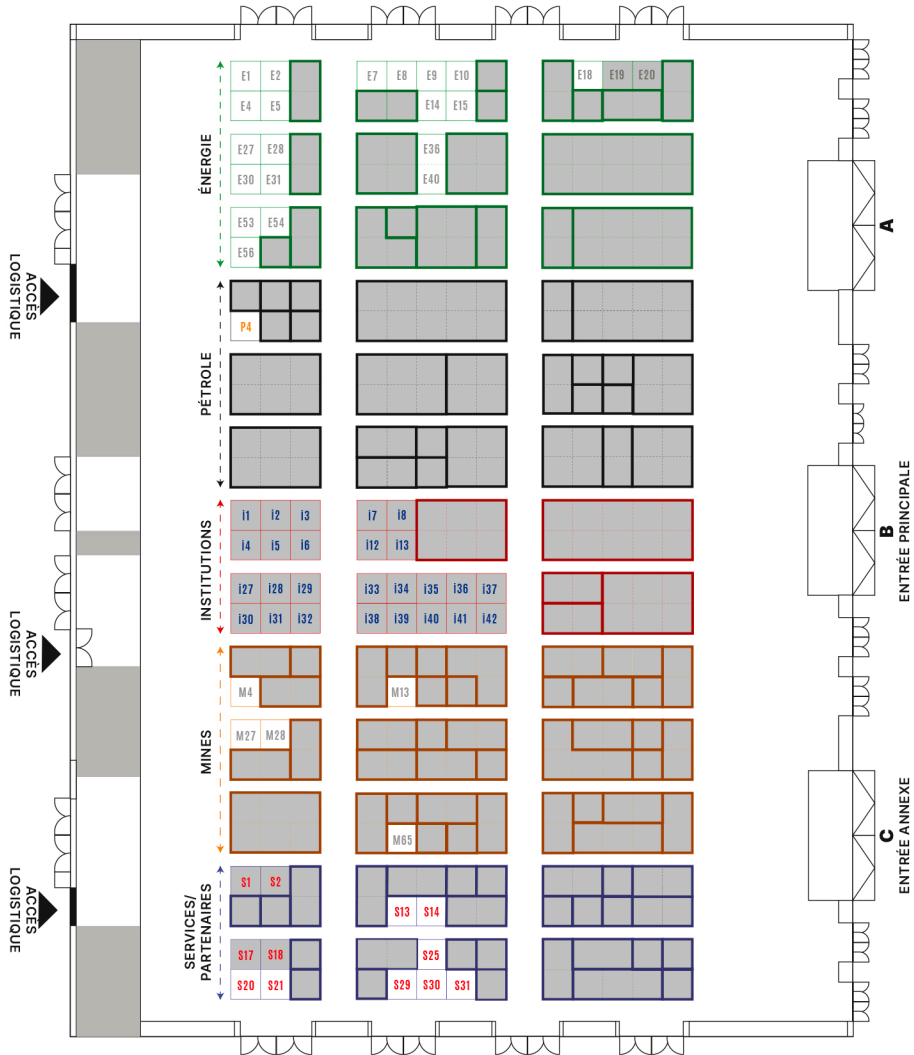 E1 E2 E7 E8 E9 E10 E18 E19 E20
E4 E5 E14 E15
ÉNERGIE
E27 E28 E36
E30 E31 E40
A
E53 E54
E56
ACCÈS
LOGISTIQUE
P4
PÉTROLE
ENTRÉE PRINCIPALE
B
i1 i2 i3 i7 i8
i4 i5 i6 i12 i13
INSTITUTIONS
i27 i28 i29 i33 i34 i35 i36 i37
i30 i31 i32 i38 i39 i40 i41 i42
ACCÈS
LOGISTIQUE
M4 M13
MINES
M27 M28
M65
C
ENTRÉE ANNEXE
S1 S2
S13 S14
SERVICES/
PARTENAIRES
ACCÈS
LOGISTIQUE
S17 S18 S25
S20 S21 S29 S30 S31